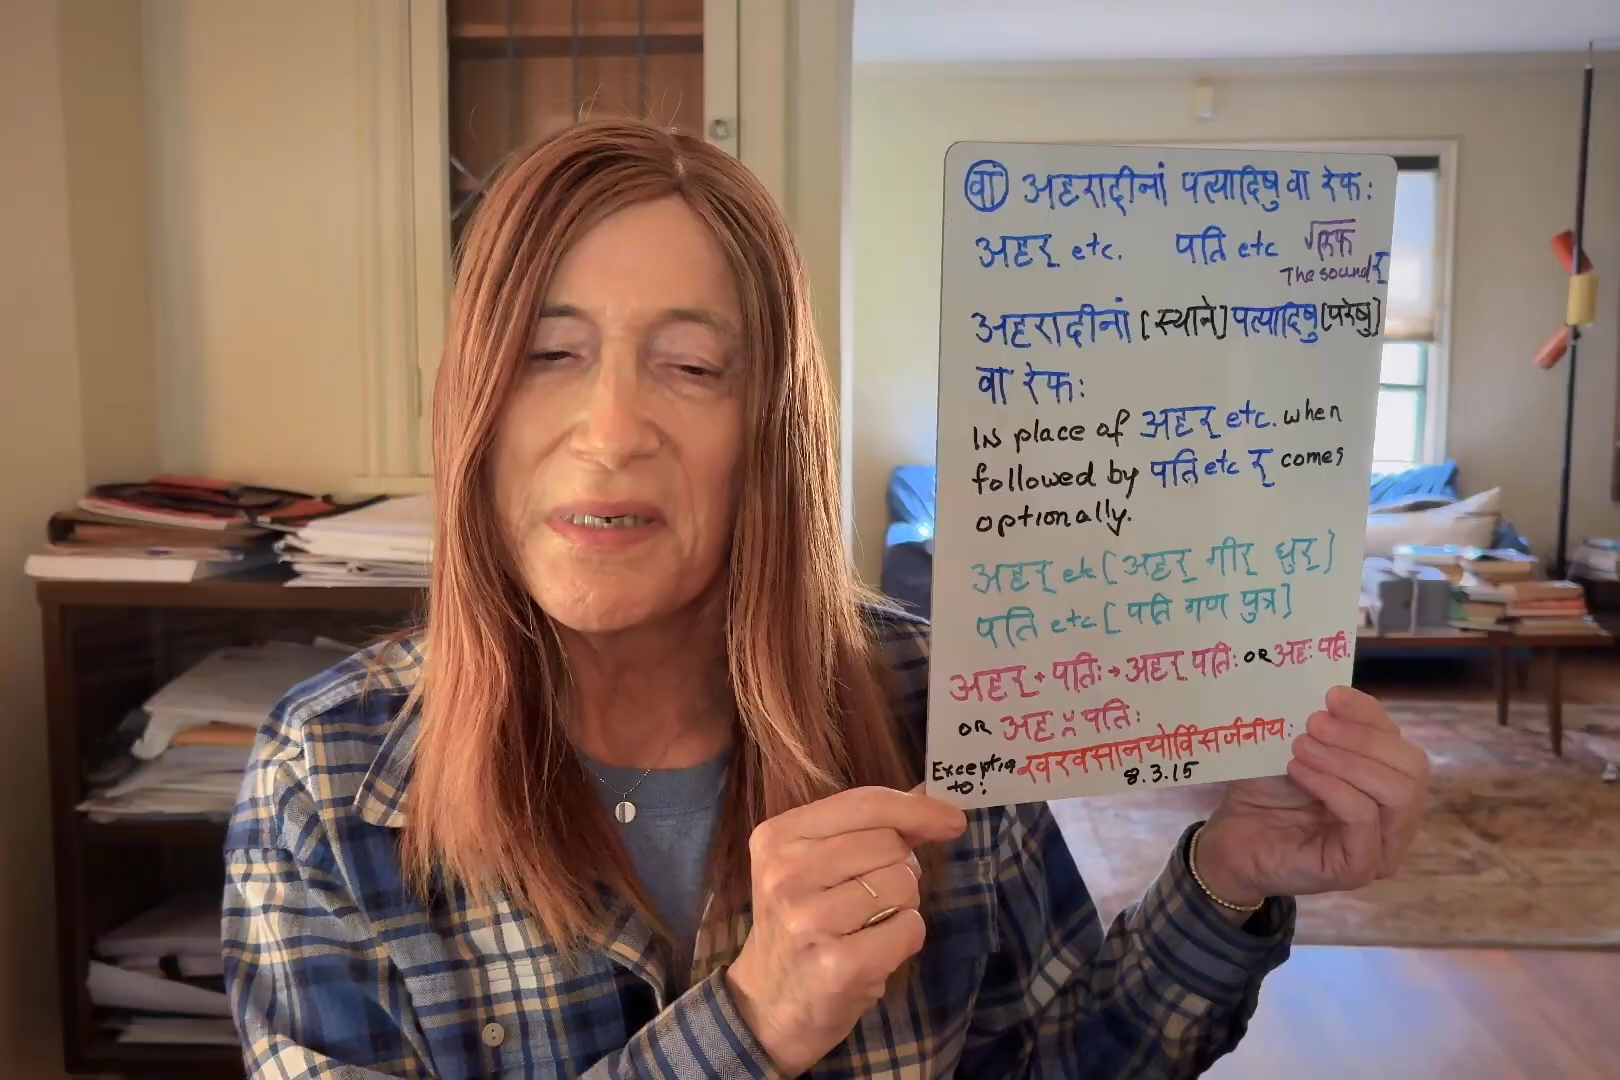 वा अहरादीनां पत्यादिषु वा रेफः
अहर् etc. पति etc √रिफ
The sound र्
अहरादीनां [स्थाने] पत्यादिषु [परेषु]
वा रेफः
In place of अहर् etc. when
followed by पति etc र् comes
optionally.
अहर् etc [अहर् गीर् धुर्]
पति etc [पति गण पुत्र]
अहर् + पतिः → अहर् पतिः OR अहः पतिः
OR अह ᳵ पतिः
Exception to: खरवसानयोर्विसर्जनीयः
8.3.15